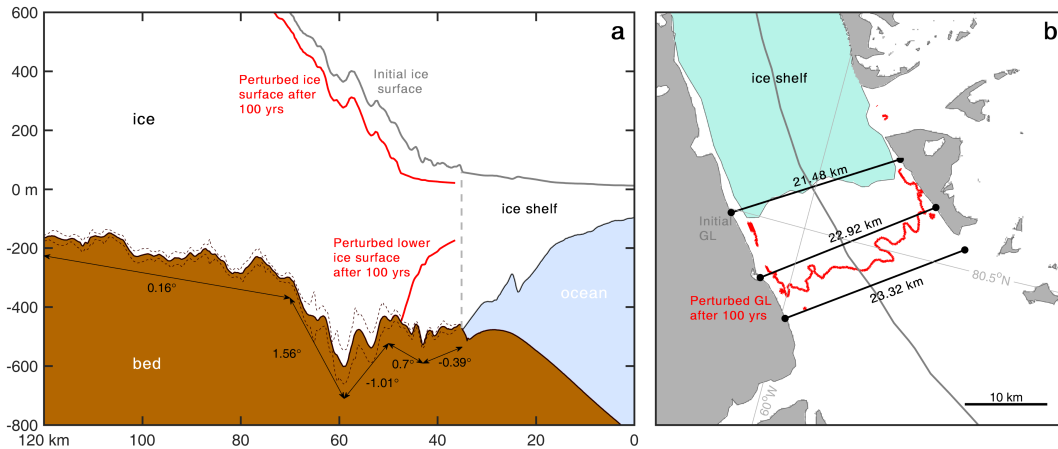 600
400
200
0 m
-200
-400
-600
-800
120 km
100
80
60
40
20
0
a
Perturbed ice
surface after
100 yrs
Initial ice
surface
ice
ice shelf
Perturbed lower
ice surface
after 100 yrs
ocean
bed
0.16°
1.56°
-1.01°
0.7°
-0.39°
b
ice shelf
21.48 km
Initial
GL
22.92 km
80.5°N
23.32 km
Perturbed GL
after 100 yrs
60°W
10 km